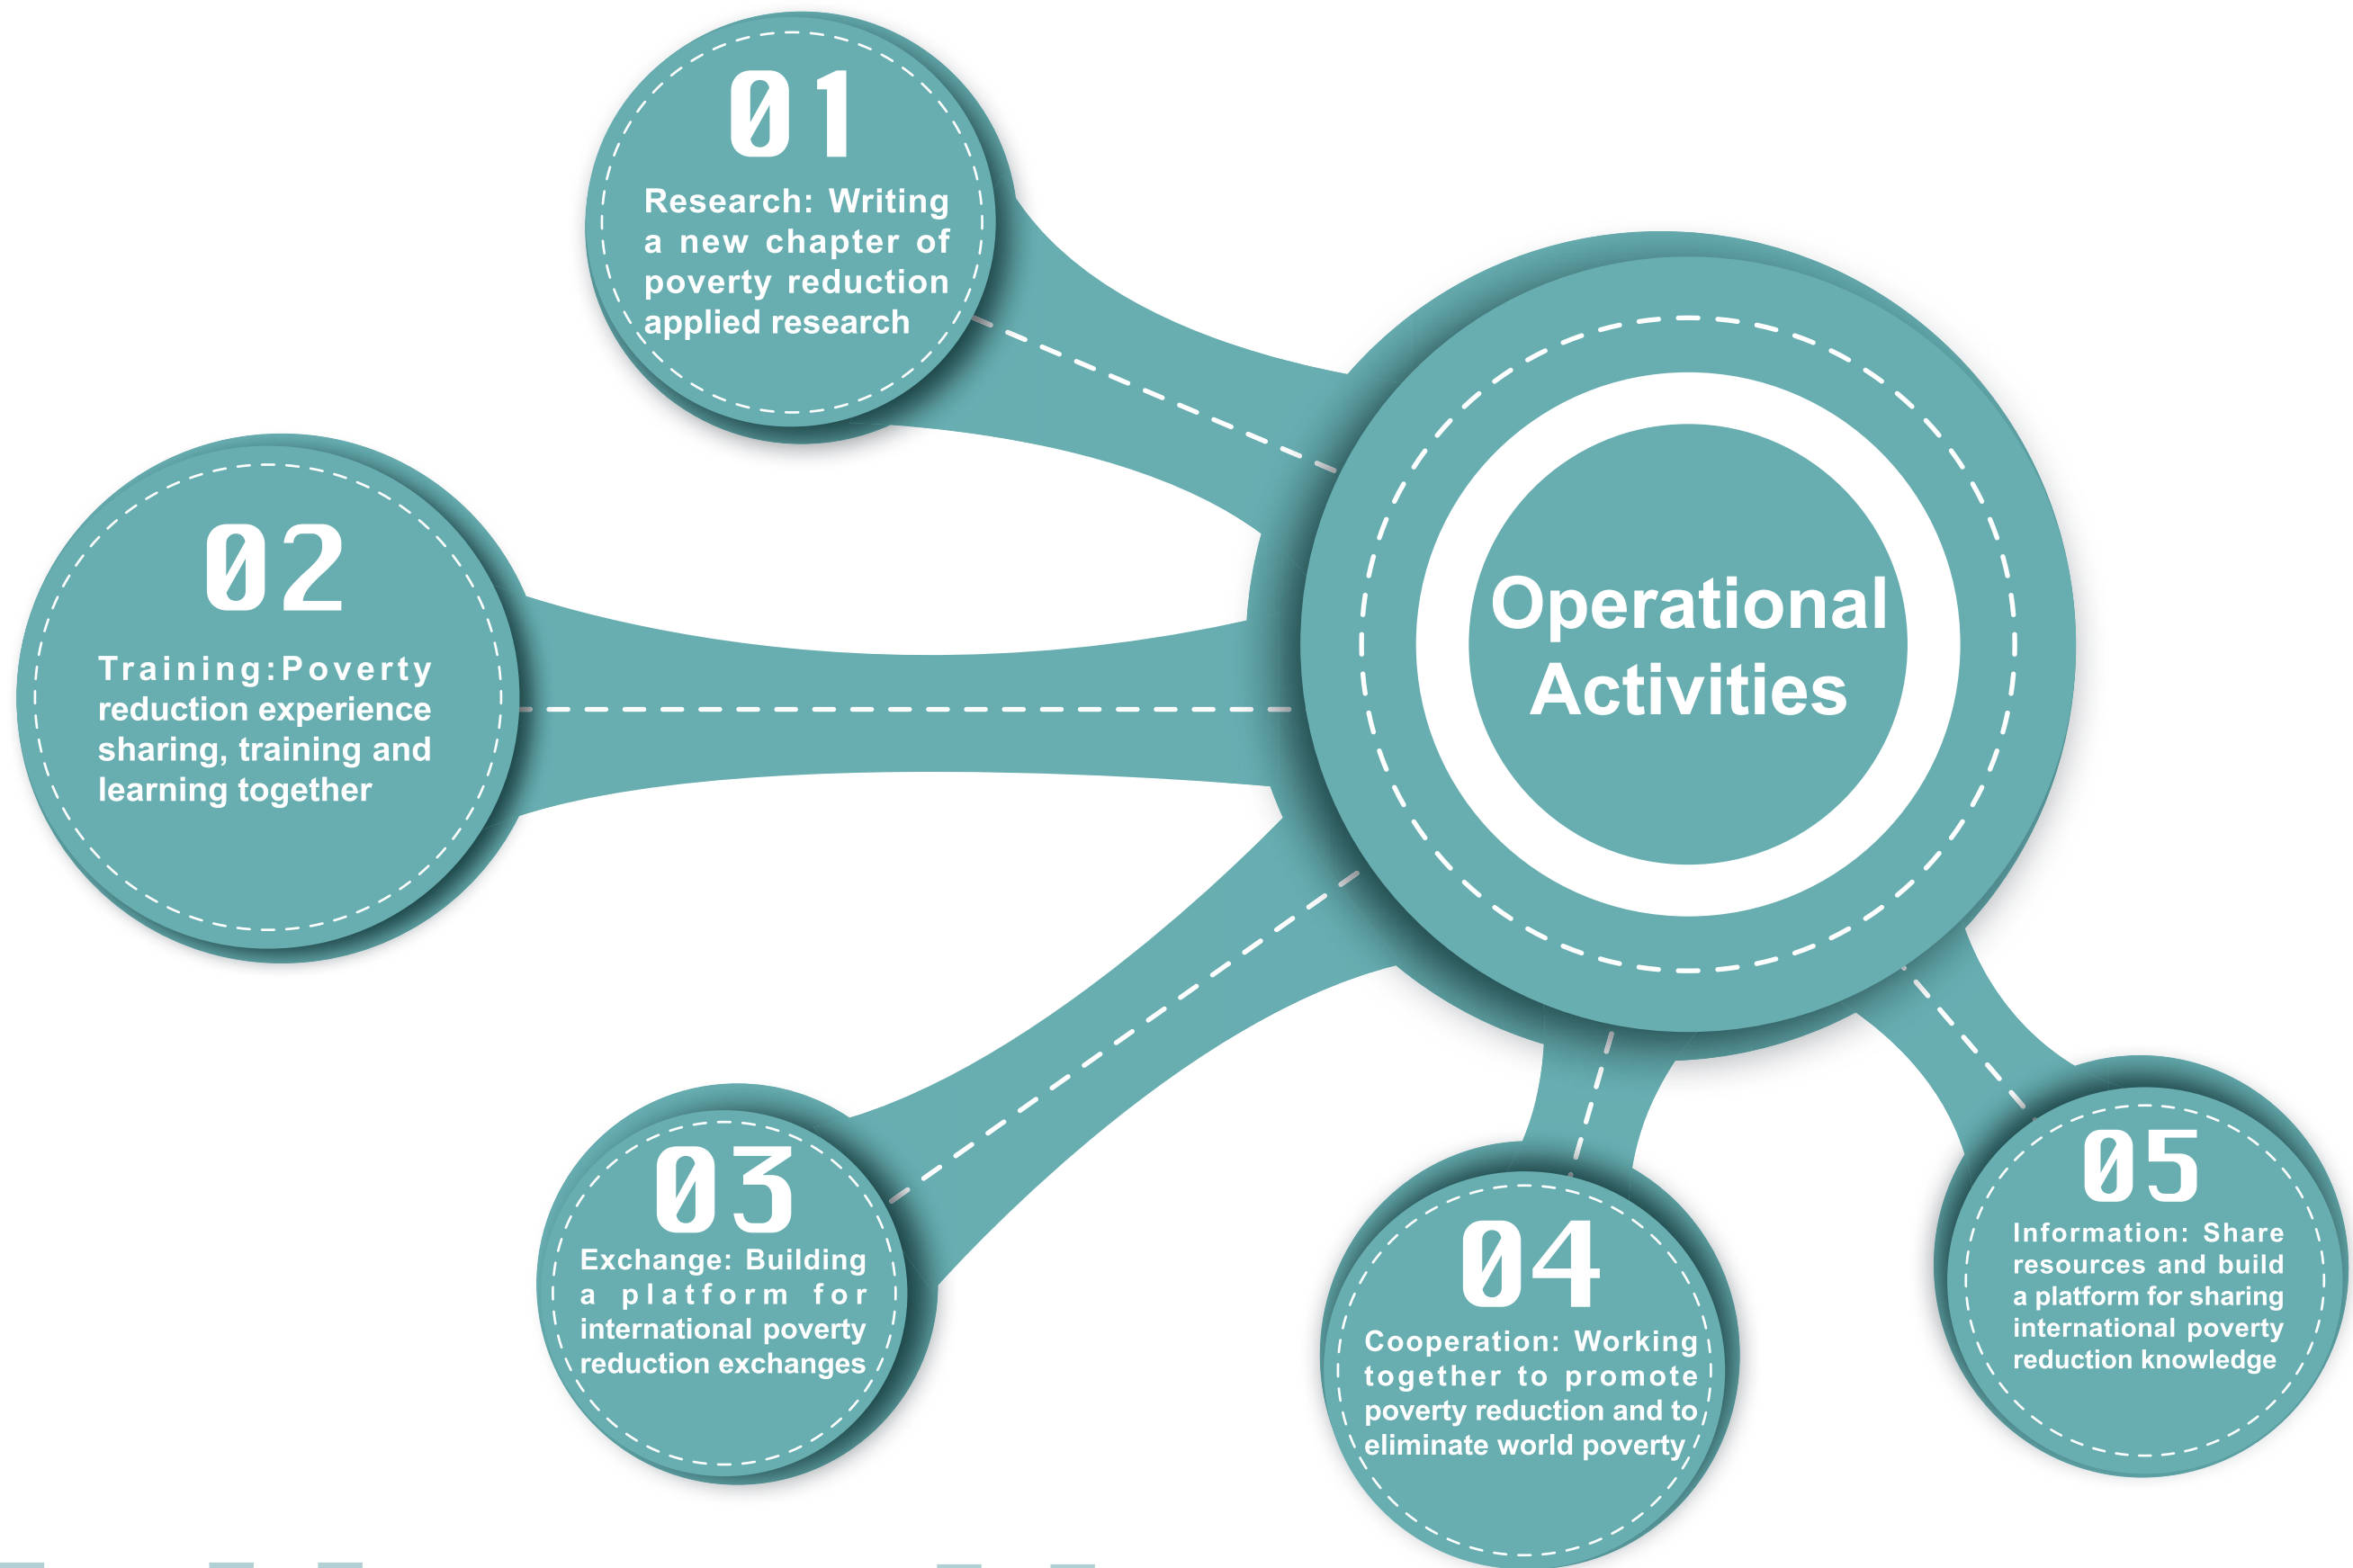 01
Research: Writing
a new chapter of
poverty reduction
applied research
02
Training:Poverty
reduction experience
sharing, training and
learning together
Operational
Activities
03
Exchange: Building
a platform for
international poverty
reduction exchanges
04
Cooperation: Working
together to promote
poverty reduction and to
eliminate world poverty
05
Information: Share
resources and build
a platform for sharing
international poverty
reduction knowledge